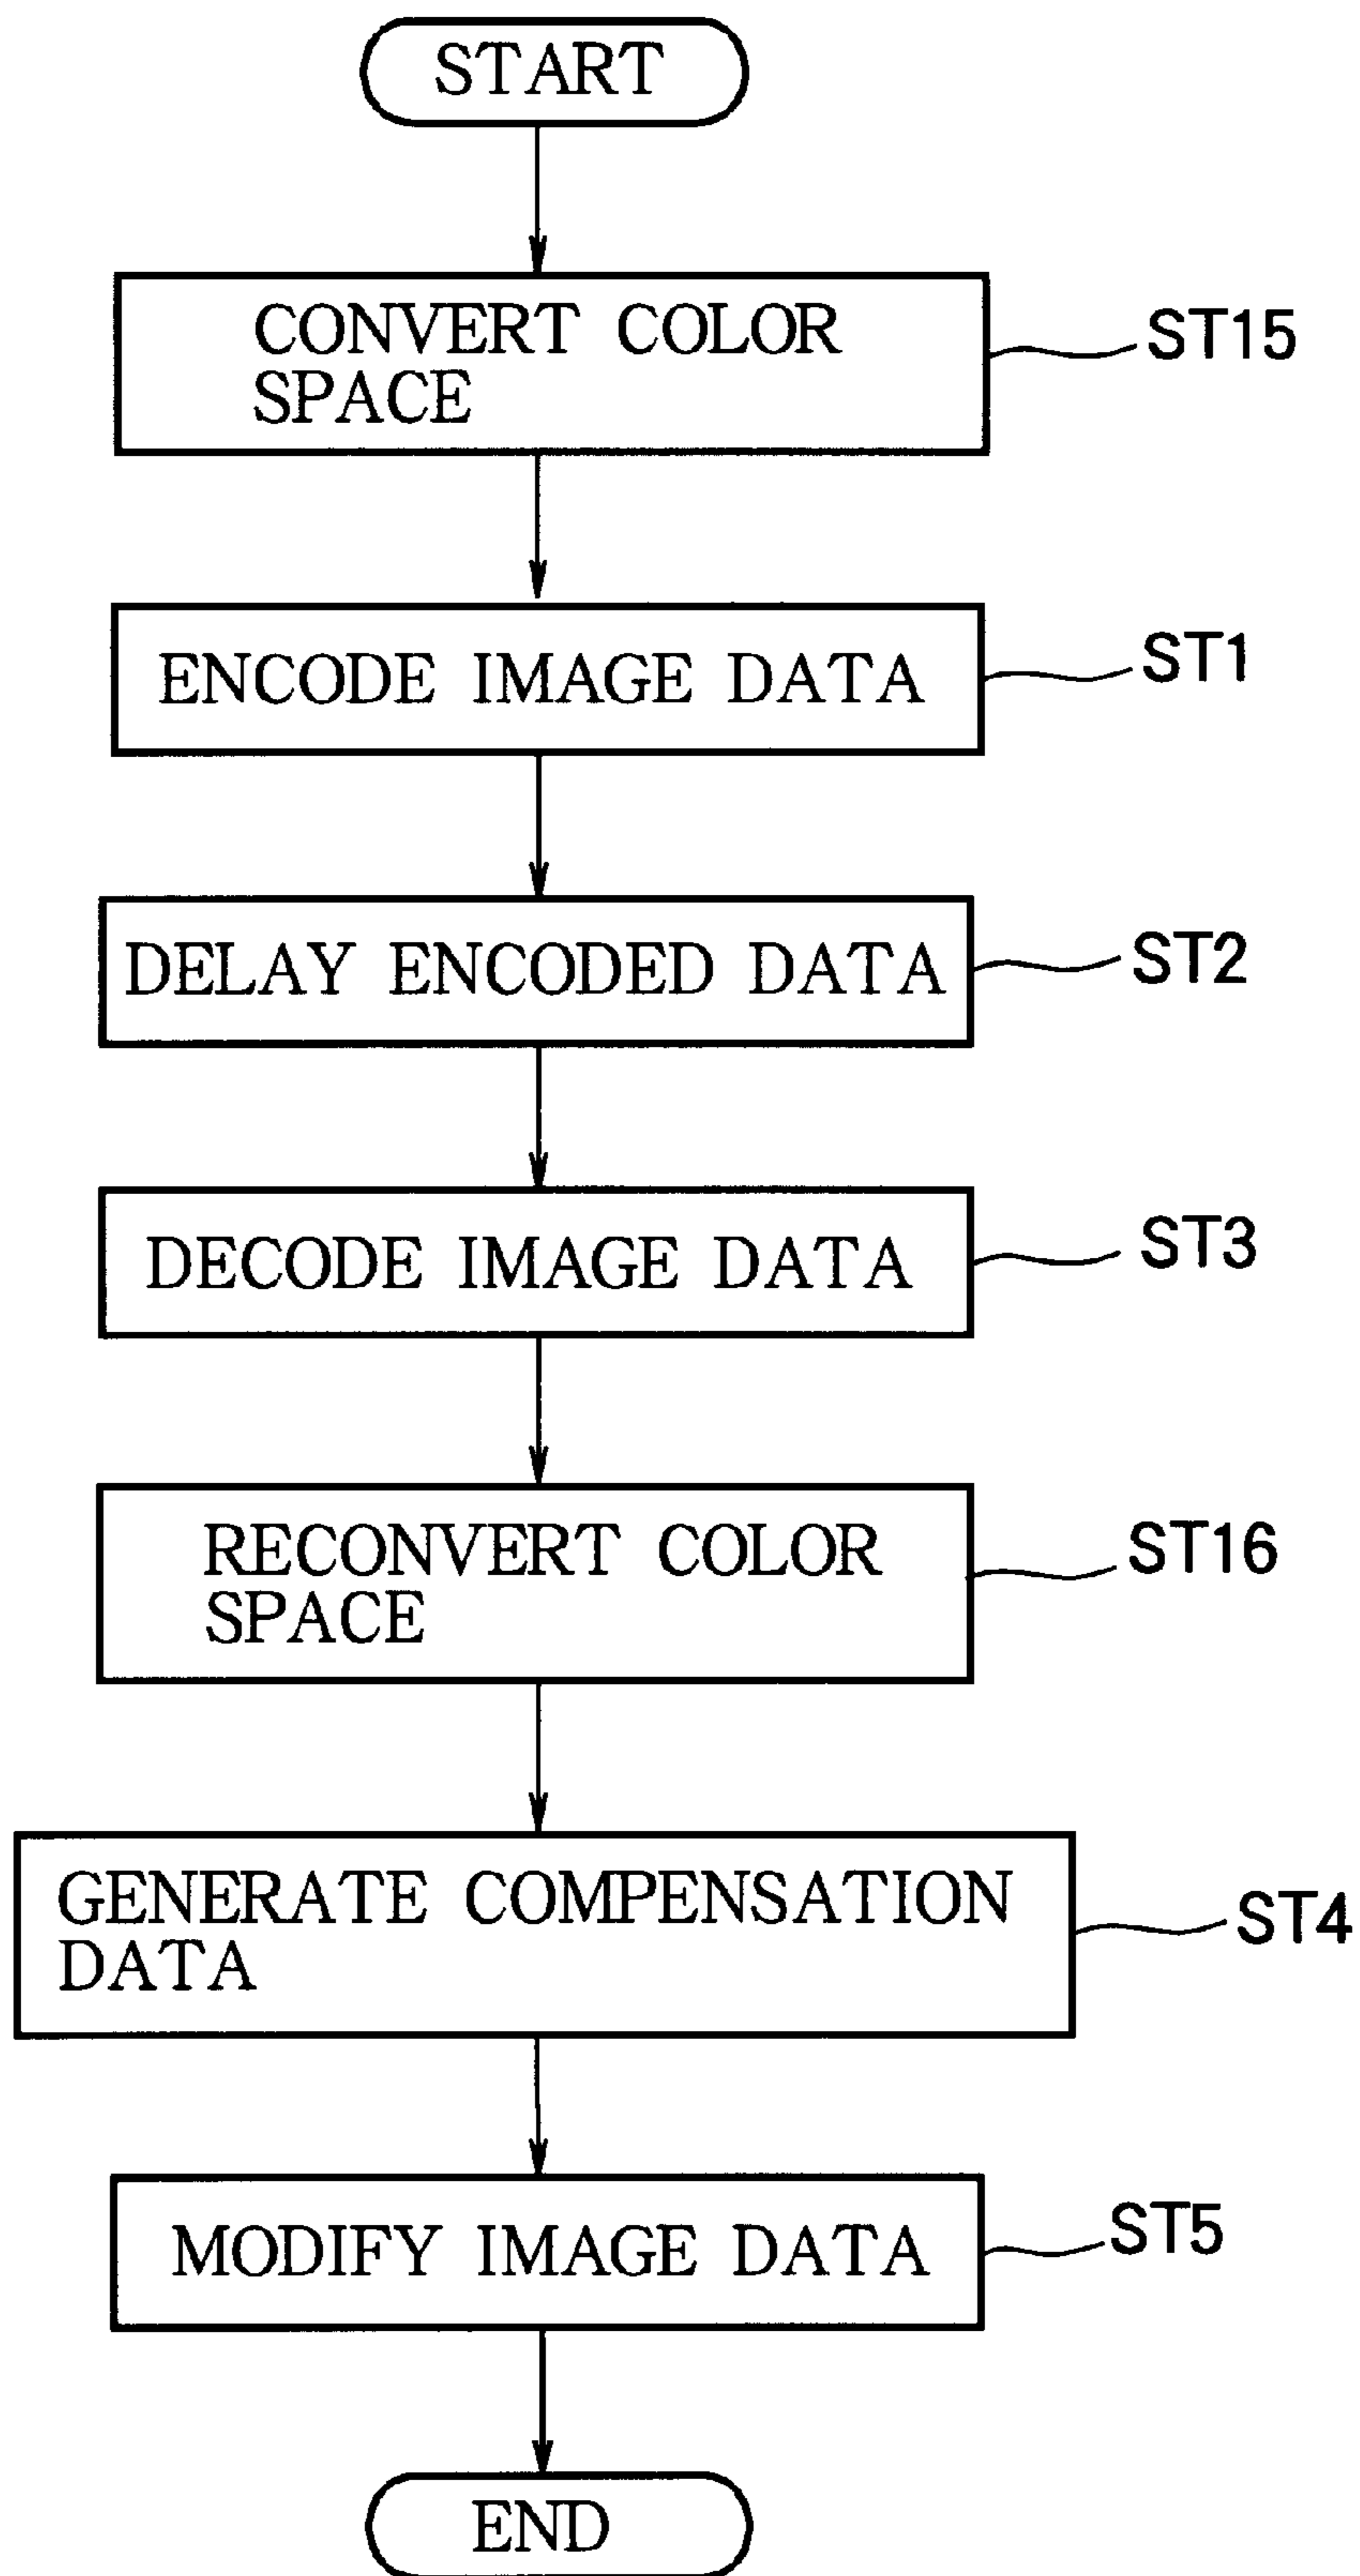 START
CONVERT COLOR
SPACE
ST15
ENCODE IMAGE DATA
ST1
DELAY ENCODED DATA
ST2
DECODE IMAGE DATA
ST3
RECONVERT COLOR
SPACE
ST16
GENERATE COMPENSATION
DATA
ST4
MODIFY IMAGE DATA
ST5
END